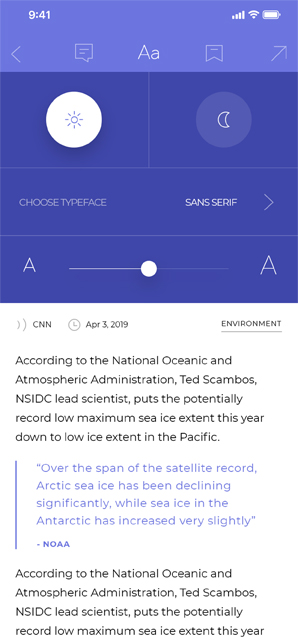 9:41
Aa
CHOOSE TYPEFACE SANS SERIF
A A
CNN Apr 3, 2019 ENVIRONMENT
According to the National Oceanic and
Atmospheric Administration, Ted Scambos,
NSIDC lead scientist, puts the potentially
record low maximum sea ice extent this year
down to low ice extent in the Pacific.
“Over the span of the satellite record,
Arctic sea ice has been declining
significantly, while sea ice in the
Antarctic has increased very slightly”
- NOAA
According to the National Oceanic and
Atmospheric Administration, Ted Scambos,
NSIDC lead scientist, puts the potentially
record low maximum sea ice extent this year